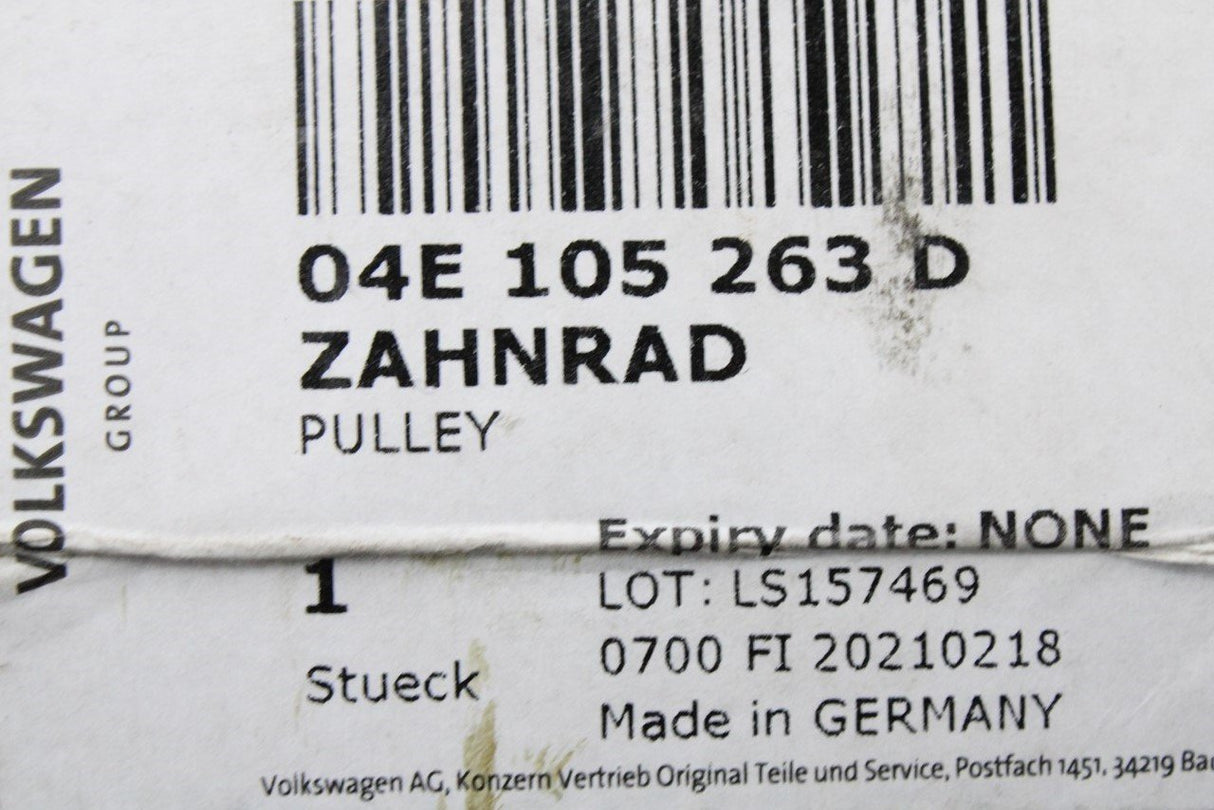 VOLKSWAGEN
GROUP
04E 105 263 D
ZAHNRAD
PULLEY
Expiry date: NONE
1
LOT: LS157469
0700 FI 20210218
Stueck
Made in GERMANY
Volkswagen AG, Konzern Vertrieb Original Teile und Service, Postfach 1451, 34219